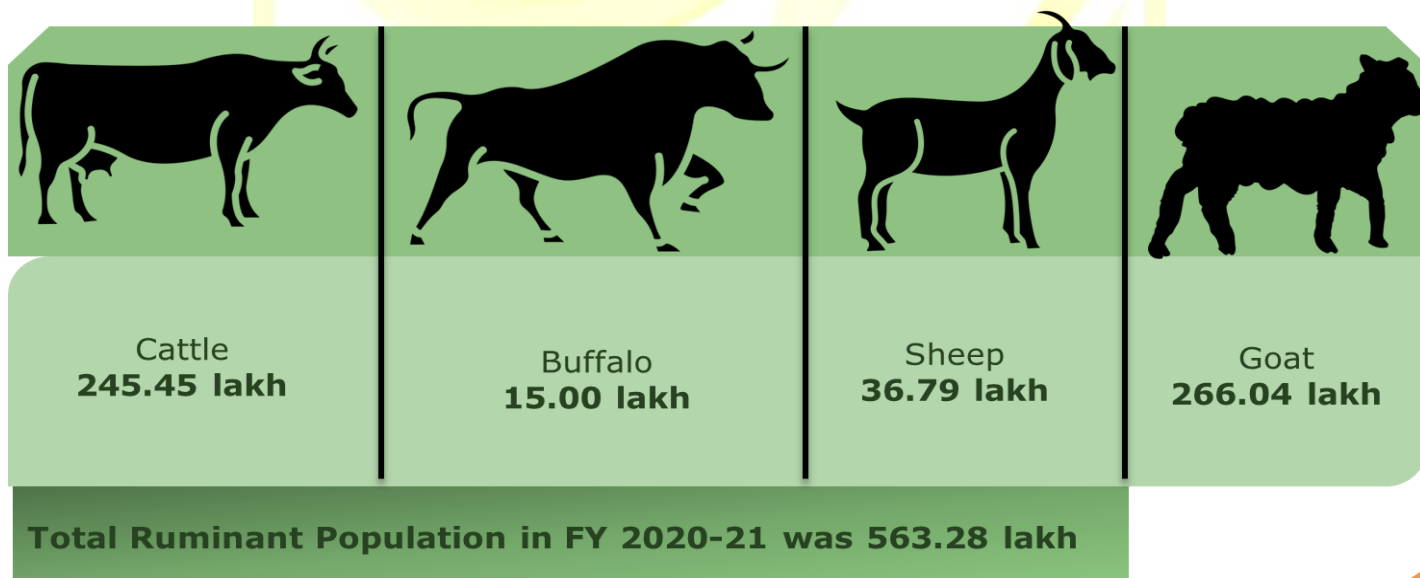 Cattle
245.45 lakh
Buffalo
15.00 lakh
Sheep
36.79 lakh
Goat
266.04 lakh
Total Ruminant Population in FY 2020-21 was 563.28 lakh